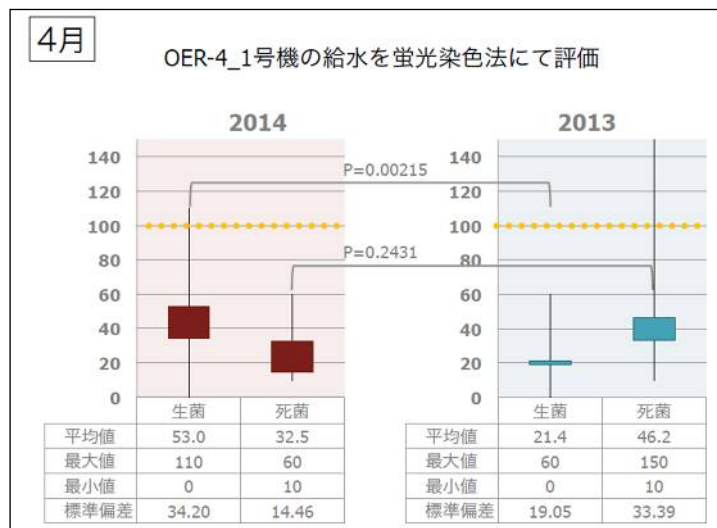 4月
OER-4_1号機の給水を蛍光染色法にて評価
2014
2013
140
120
100
80
60
40
20
0
140
120
100
80
60
40
20
0
P=0.00215
P=0.2431
生菌 死菌
平均値 53.0 32.5
最大値 110 60
最小値 0 10
標準偏差 34.20 14.46
生菌 死菌
平均値 21.4 46.2
最大値 60 150
最小値 0 10
標準偏差 19.05 33.39